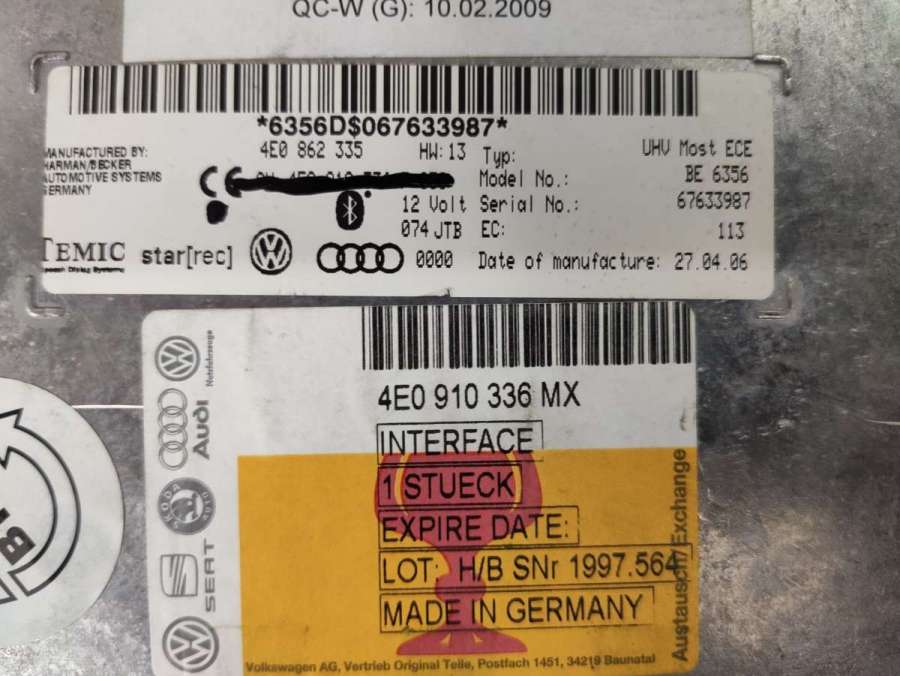 QC-W (G): 10.02.2009
*6356D$067633987*
MANUFACTURED BY:
HARMAN/BECKER
AUTOMOTIVE SYSTEMS
GERMANY
4E0 862 335 HW: 13
12 Volt
074 JTB
Typ: UHV Most ECE
Model No.: BE 6356
Serial No.: 67633987
EC: 113
TEMIC
star[rec]
0000
Date of manufacture: 27.04.06
Nutzfahrzeuge
Audi
SKODA AUTO
SEAT
4E0 910 336 MX
INTERFACE
1 STUECK
EXPIRE DATE:
LOT: H/B SNr 1997.564
MADE IN GERMANY
Austausch/Exchange
Volkswagen AG, Vertrieb Original Teile, Postfach 1451, 34219 Baunatal